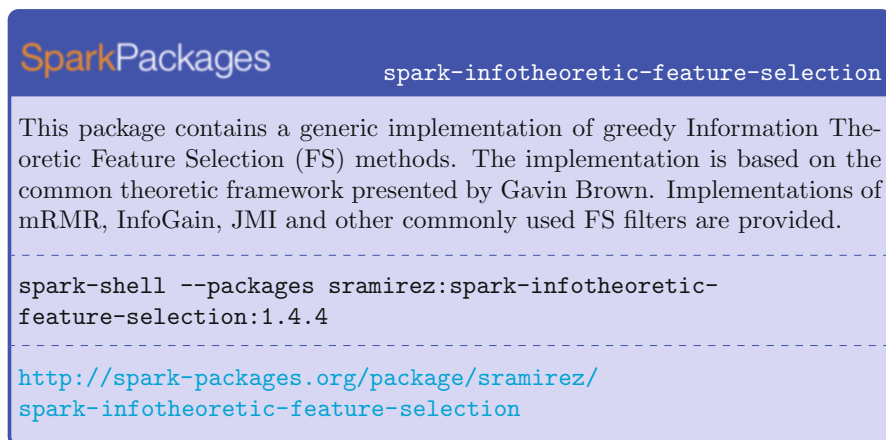 SparkPackages
spark-infotheoretic-feature-selection
This package contains a generic implementation of greedy Information The-
oretic Feature Selection (FS) methods. The implementation is based on the
common theoretic framework presented by Gavin Brown. Implementations of
mRMR, InfoGain, JMI and other commonly used FS filters are provided.
spark-shell --packages sramirez:spark-infotheoretic-
feature-selection:1.4.4
http://spark-packages.org/package/sramirez/
spark-infotheoretic-feature-selection